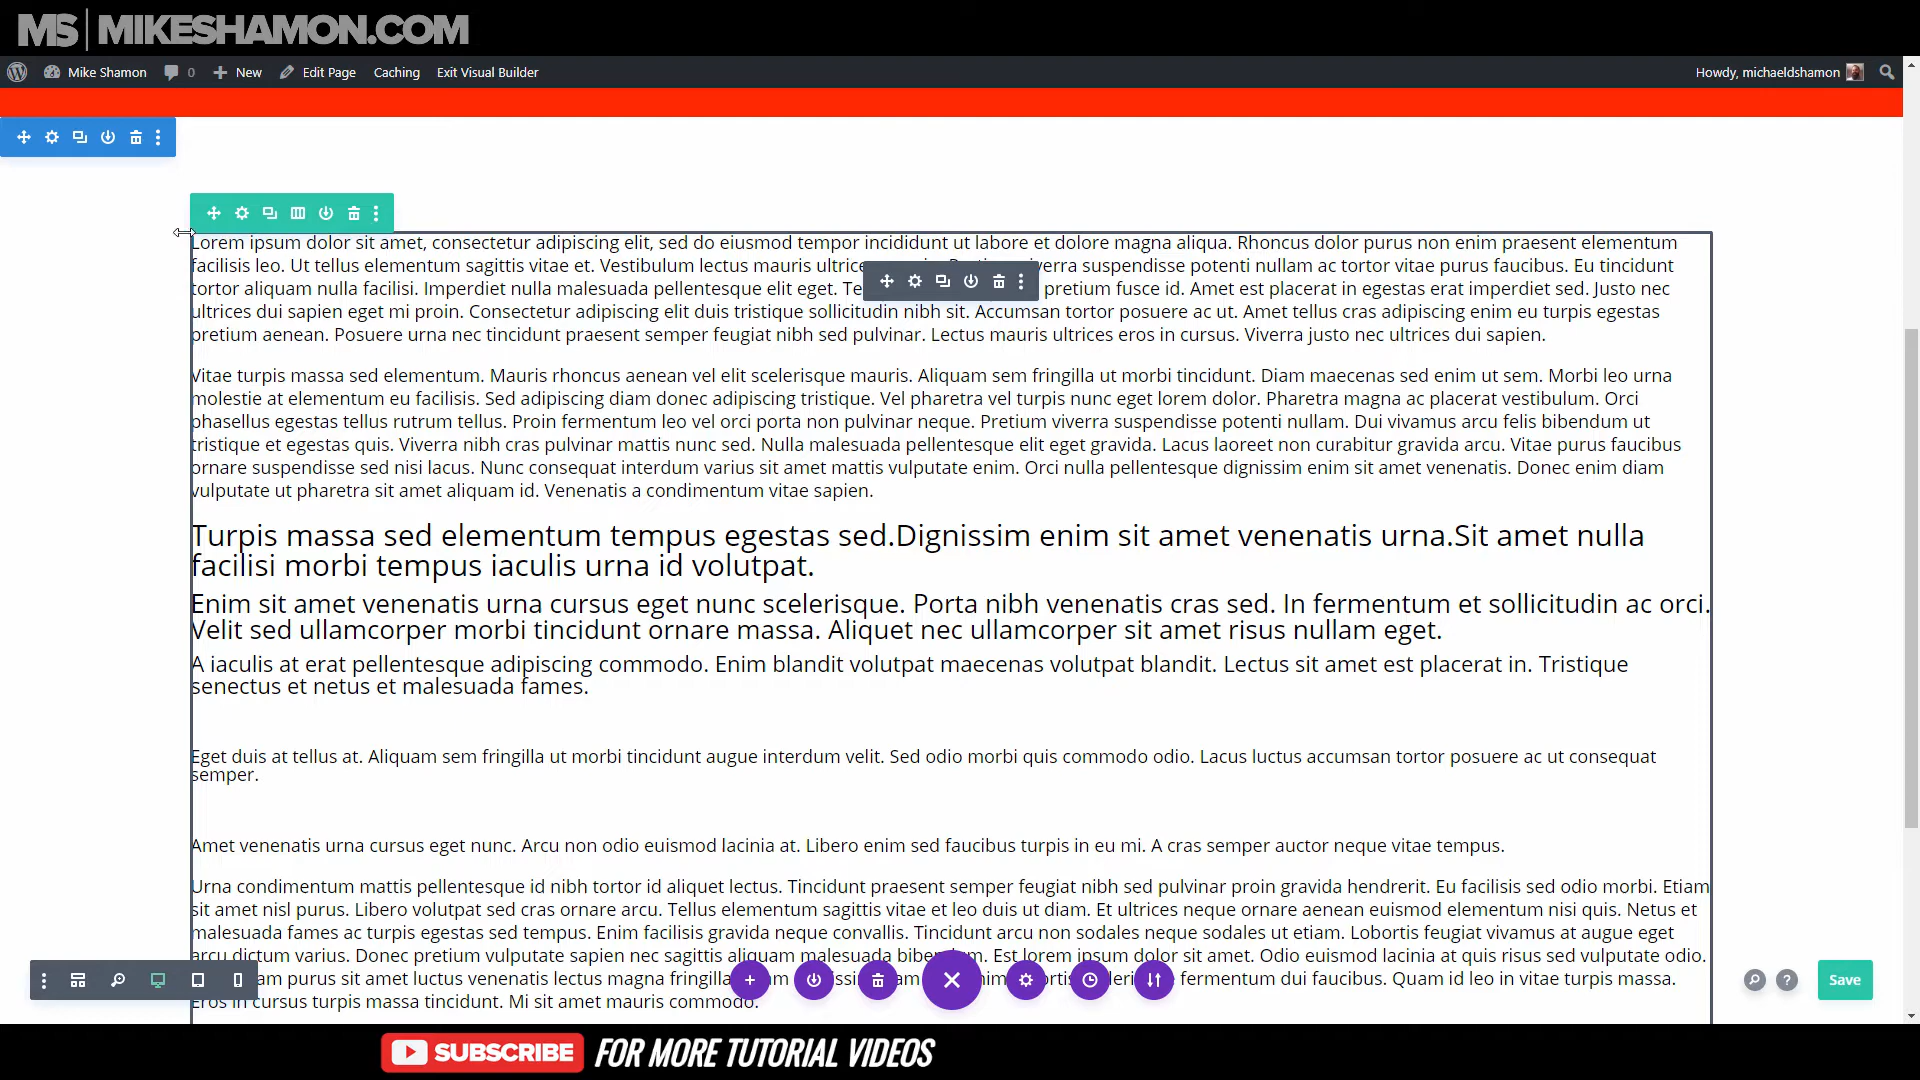 MS | MIKESHAMON.COM
Mike Shamon 0 New Edit Page Caching Exit Visual Builder Howdy, michaeldshamon
Lorem ipsum dolor sit amet, consectetur adipiscing elit, sed do eiusmod tempor incididunt ut labore et dolore magna aliqua. Rhoncus dolor purus non enim praesent elementum
facilisis leo. Ut tellus elementum sagittis vitae et. Vestibulum lectus mauris ultrice verra suspendisse potenti nullam ac tortor vitae purus faucibus. Eu tincidunt
tortor aliquam nulla facilisi. Imperdiet nulla malesuada pellentesque elit eget. Te pretium fusce id. Amet est placerat in egestas erat imperdiet sed. Justo nec
ultrices dui sapien eget mi proin. Consectetur adipiscing elit duis tristique sollicitudin nibh sit. Accumsan tortor posuere ac ut. Amet tellus cras adipiscing enim eu turpis egestas
pretium aenean. Posuere urna nec tincidunt praesent semper feugiat nibh sed pulvinar. Lectus mauris ultrices eros in cursus. Viverra justo nec ultrices dui sapien.
Vitae turpis massa sed elementum. Mauris rhoncus aenean vel elit scelerisque mauris. Aliquam sem fringilla ut morbi tincidunt. Diam maecenas sed enim ut sem. Morbi leo urna
molestie at elementum eu facilisis. Sed adipiscing diam donec adipiscing tristique. Vel pharetra vel turpis nunc eget lorem dolor. Pharetra magna ac placerat vestibulum. Orci
phasellus egestas tellus rutrum tellus. Proin fermentum leo vel orci porta non pulvinar neque. Pretium viverra suspendisse potenti nullam. Dui vivamus arcu felis bibendum ut
tristique et egestas quis. Viverra nibh cras pulvinar mattis nunc sed. Nulla malesuada pellentesque elit eget gravida. Lacus laoreet non curabitur gravida arcu. Vitae purus faucibus
ornare suspendisse sed nisi lacus. Nunc consequat interdum varius sit amet mattis vulputate enim. Orci nulla pellentesque dignissim enim sit amet venenatis. Donec enim diam
vulputate ut pharetra sit amet aliquam id. Venenatis a condimentum vitae sapien.
Turpis massa sed elementum tempus egestas sed.Dignissim enim sit amet venenatis urna.Sit amet nulla
facilisi morbi tempus iaculis urna id volutpat.
Enim sit amet venenatis urna cursus eget nunc scelerisque. Porta nibh venenatis cras sed. In fermentum et sollicitudin ac orci.
Velit sed ullamcorper morbi tincidunt ornare massa. Aliquet nec ullamcorper sit amet risus nullam eget.
A iaculis at erat pellentesque adipiscing commodo. Enim blandit volutpat maecenas volutpat blandit. Lectus sit amet est placerat in. Tristique
senectus et netus et malesuada fames.
Eget duis at tellus at. Aliquam sem fringilla ut morbi tincidunt augue interdum velit. Sed odio morbi quis commodo odio. Lacus luctus accumsan tortor posuere ac ut consequat
semper.
Amet venenatis urna cursus eget nunc. Arcu non odio euismod lacinia at. Libero enim sed faucibus turpis in eu mi. A cras semper auctor neque vitae tempus.
Urna condimentum mattis pellentesque id nibh tortor id aliquet lectus. Tincidunt praesent semper feugiat nibh sed pulvinar proin gravida hendrerit. Eu facilisis sed odio morbi. Etiam
sit amet nisl purus. Libero volutpat sed cras ornare arcu. Tellus elementum sagittis vitae et leo duis ut diam. Et ultrices neque ornare aenean euismod elementum nisi quis. Netus et
malesuada fames ac turpis egestas sed tempus. Enim facilisis gravida neque convallis. Tincidunt arcu non sodales neque sodales ut etiam. Lobortis feugiat vivamus at augue eget
arcu dictum varius. Donec pretium vulputate sapien nec sagittis aliquam malesuada bibendum. Est lorem ipsum dolor sit amet. Odio euismod lacinia at quis risus sed vulputate odio.
am purus sit amet luctus venenatis lectus magna fringilla fermentum dui faucibus. Quam id leo in vitae turpis massa.
Eros in cursus turpis massa tincidunt. Mi sit amet mauris commodo.
Save
SUBSCRIBE FOR MORE TUTORIAL VIDEOS